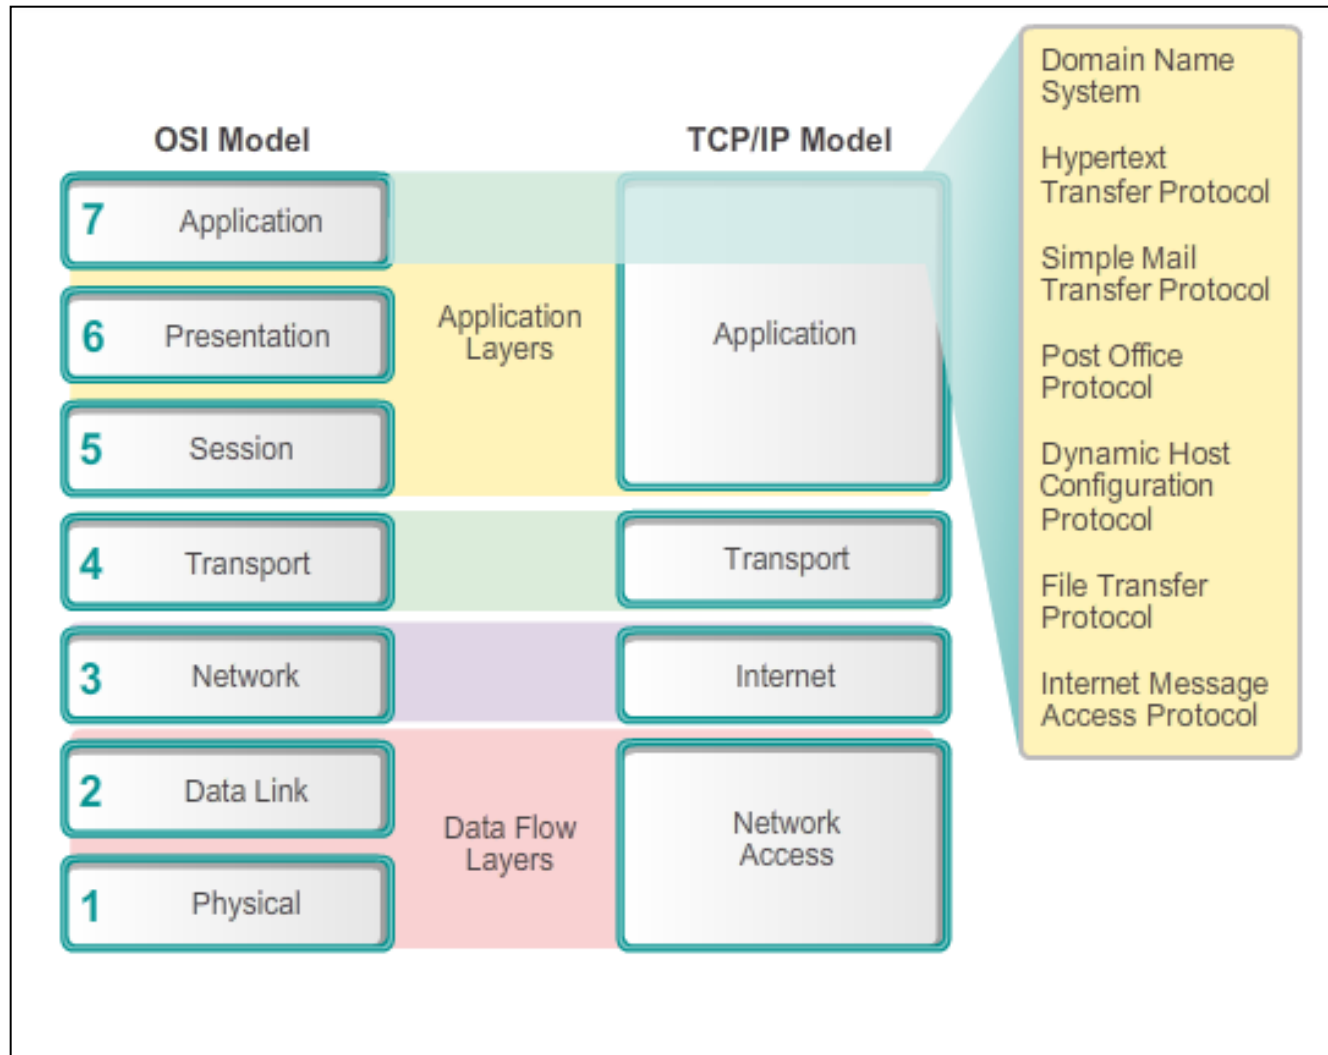 OSI Model
7 Application
6 Presentation
5 Session
4 Transport
3 Network
2 Data Link
1 Physical
Application
Layers
Data Flow
Layers
TCP/IP Model
Application
Transport
Internet
Network
Access
Domain Name
System
Hypertext
Transfer Protocol
Simple Mail
Transfer Protocol
Post Office
Protocol
Dynamic Host
Configuration
Protocol
File Transfer
Protocol
Internet Message
Access Protocol